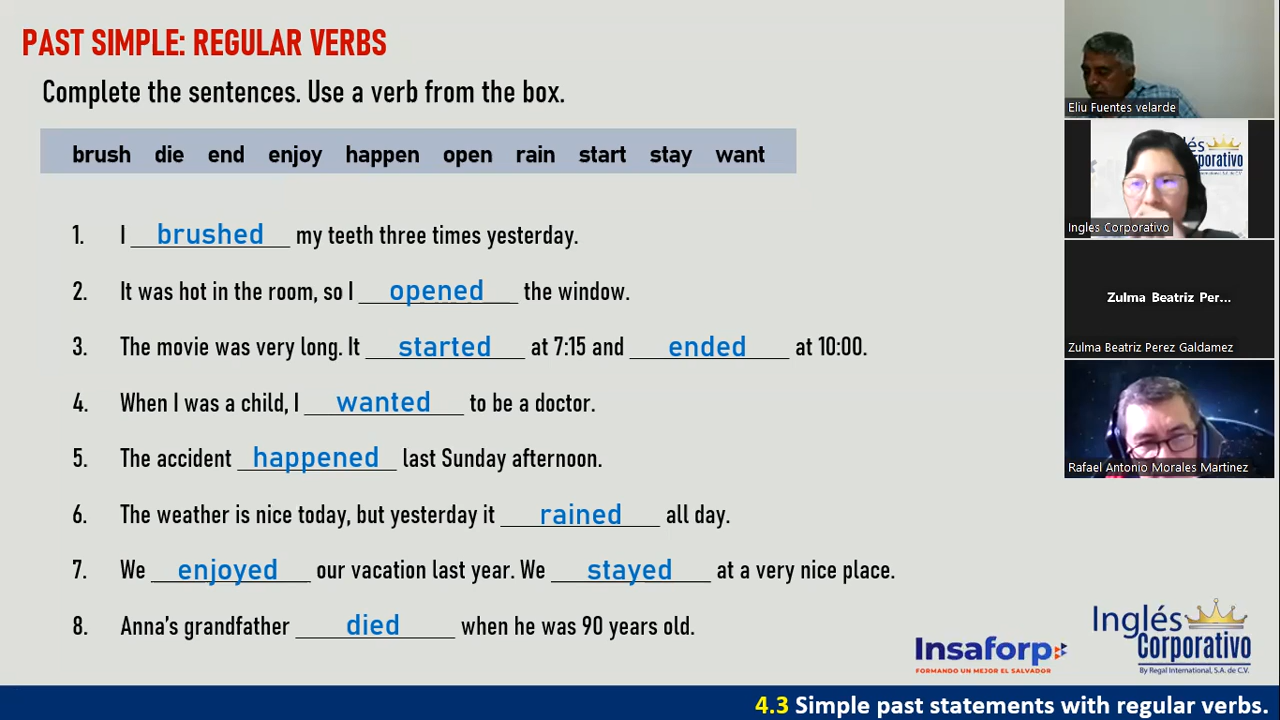 PAST SIMPLE: REGULAR VERBS
Complete the sentences. Use a verb from the box.
brush die end enjoy happen open rain start stay want
1. I brushed my teeth three times yesterday.
2. It was hot in the room, so I opened the window.
3. The movie was very long. It started at 7:15 and ended at 10:00.
4. When I was a child, I wanted to be a doctor.
5. The accident happened last Sunday afternoon.
6. The weather is nice today, but yesterday it rained all day.
7. We enjoyed our vacation last year. We stayed at a very nice place.
8. Anna's grandfather died when he was 90 years old.
Insaforp
FORMANDO UN MEJOR EL SALVADOR
Inglés
Corporativo
By Regal International, S.A. de C.V.
4.3 Simple past statements with regular verbs.
Eliu Fuentes velarde
és
rporativo
Ingles Corporativo
Zulma Beatriz Per...
Zulma Beatriz Perez Galdamez
Rafael Antonio Morales Martinez